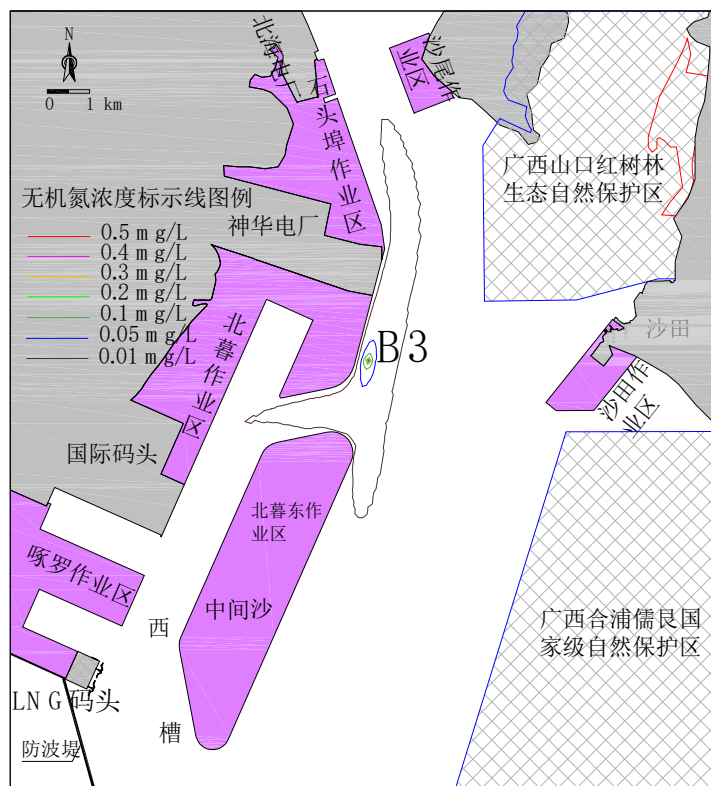 N
0 1 km
北海电厂
石头埠作业区
沙尾作
业区
广西山口红树林
生态自然保护区
无机氮浓度标示线图例
0.5 mg/L
0.4 mg/L
0.3 mg/L
0.2 mg/L
0.1 mg/L
0.05 mg/L
0.01 mg/L
神华电厂
北暮作业区
B3
沙田
沙田作
业区
国际码头
北暮东作
业区
啄罗作业区
中间沙
西
槽
广西合浦儒艮国
家级自然保护区
LNG码头
防波堤